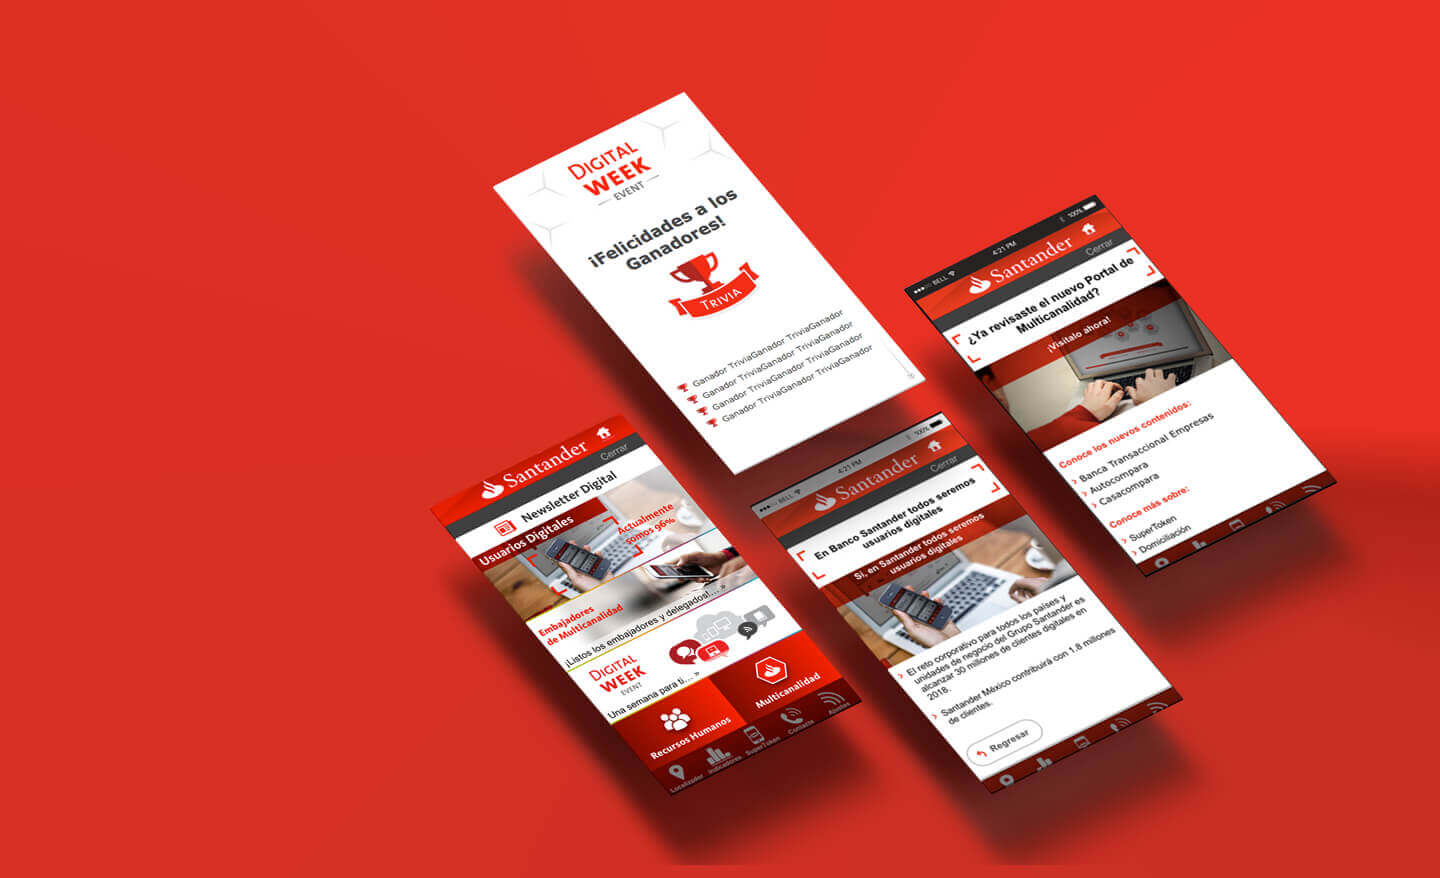 DIGITAL
WEEK
EVENT
¡Felicidades a los
Ganadores!
TRIVIA
Ganador TriviaGanador TriviaGanador
Ganador TriviaGanador TriviaGanador
Ganador TriviaGanador TriviaGanador
Ganador TriviaGanador TriviaGanador
BELL
4:21 PM
100%
Santander
Cerrar
¿Ya revisaste el nuevo Portal de
Multicanalidad?
¡Visítalo ahora!
Conoce los nuevos contenidos:
Banca Transaccional Empresas
Autocompara
Casacompara
Conoce más sobre:
SuperToken
Domiciliación
Santander
Cerrar
Newsletter Digital
Usuarios Digitales
Actualmente
somos 96%
Embajadores
de Multicanalidad
¡Listos los embajadores y delegados!... »
DIGITAL
WEEK
EVENT
Una semana para ti... »
Recursos Humanos
Multicanalidad
Localizador
Indicadores
SuperToken
Contacto
Ajustes
BELL
4:21 PM
100%
Santander
Cerrar
En Banco Santander todos seremos
usuarios digitales
Sí, en Santander todos seremos
usuarios digitales
El reto corporativo para todos los países y
unidades de negocio del Grupo Santander es
alcanzar 30 millones de clientes digitales en
2018.
Santander México contribuirá con 1.8 millones
de clientes.
Regresar